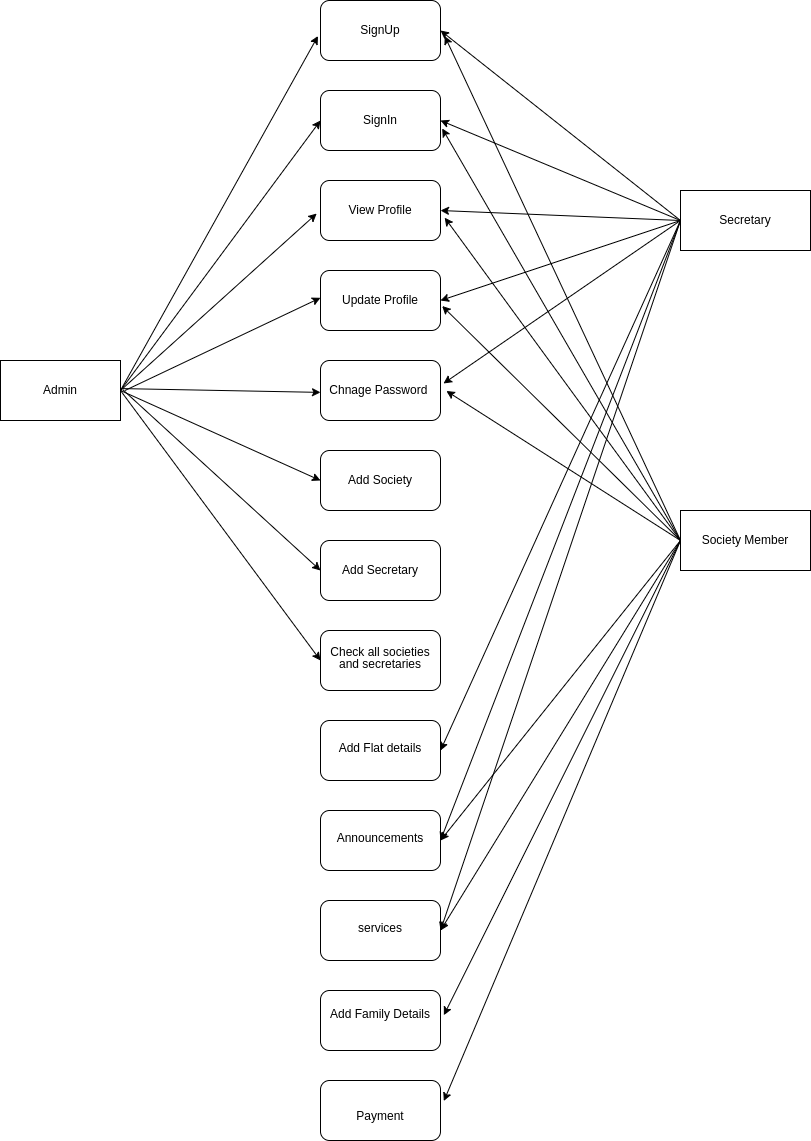 SignUp
SignIn
View Profile
Secretary
Update Profile
Admin
Chnage Password
Add Society
Society Member
Add Secretary
Check all societies
and secretaries
Add Flat details
Announcements
services
Add Family Details
Payment